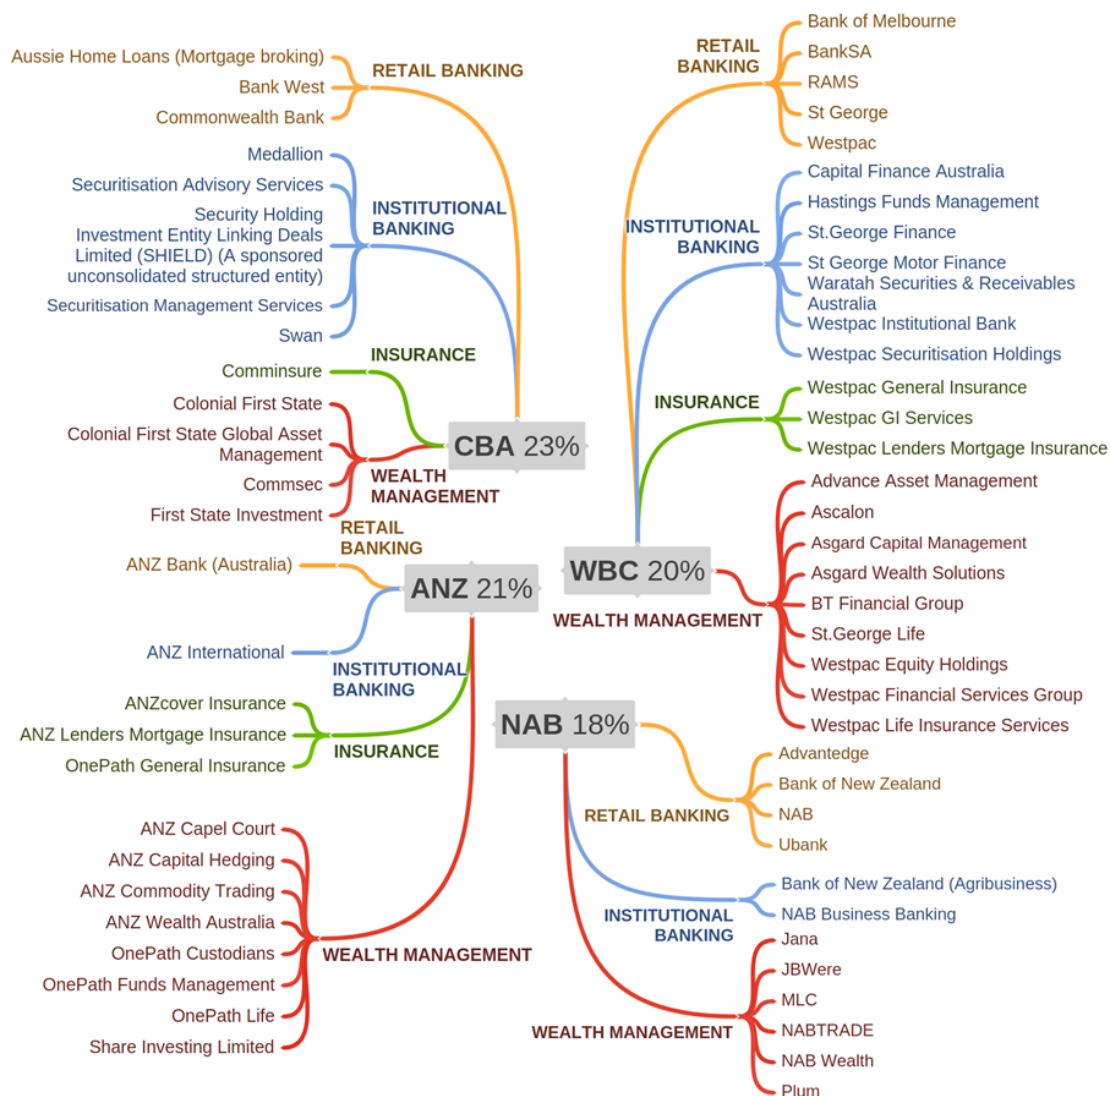 Aussie Home Loans (Mortgage broking)
Bank West
Commonwealth Bank
RETAIL BANKING
Medallion
Securitisation Advisory Services
Security Holding
Investment Entity Linking Deals
Limited (SHIELD) (A sponsored
unconsolidated structured entity)
Securitisation Management Services
Swan
INSTITUTIONAL
BANKING
INSURANCE
Comminsure
Colonial First State
Colonial First State Global Asset
Management
Commsec
First State Investment
WEALTH
MANAGEMENT
CBA 23%
RETAIL
BANKING
ANZ Bank (Australia)
ANZ 21%
ANZ International
INSTITUTIONAL
BANKING
ANZcover Insurance
ANZ Lenders Mortgage Insurance
OnePath General Insurance
INSURANCE
ANZ Capel Court
ANZ Capital Hedging
ANZ Commodity Trading
ANZ Wealth Australia
OnePath Custodians
OnePath Funds Management
OnePath Life
Share Investing Limited
WEALTH MANAGEMENT
RETAIL
BANKING
Bank of Melbourne
BankSA
RAMS
St George
Westpac
INSTITUTIONAL
BANKING
Capital Finance Australia
Hastings Funds Management
St.George Finance
St George Motor Finance
Waratah Securities & Receivables
Australia
Westpac Institutional Bank
Westpac Securitisation Holdings
INSURANCE
Westpac General Insurance
Westpac GI Services
Westpac Lenders Mortgage Insurance
WBC 20%
WEALTH MANAGEMENT
Advance Asset Management
Ascalon
Asgard Capital Management
Asgard Wealth Solutions
BT Financial Group
St.George Life
Westpac Equity Holdings
Westpac Financial Services Group
Westpac Life Insurance Services
NAB 18%
RETAIL BANKING
Advantedge
Bank of New Zealand
NAB
Ubank
INSTITUTIONAL
BANKING
Bank of New Zealand (Agribusiness)
NAB Business Banking
WEALTH MANAGEMENT
Jana
JBWere
MLC
NABTRADE
NAB Wealth
Plum